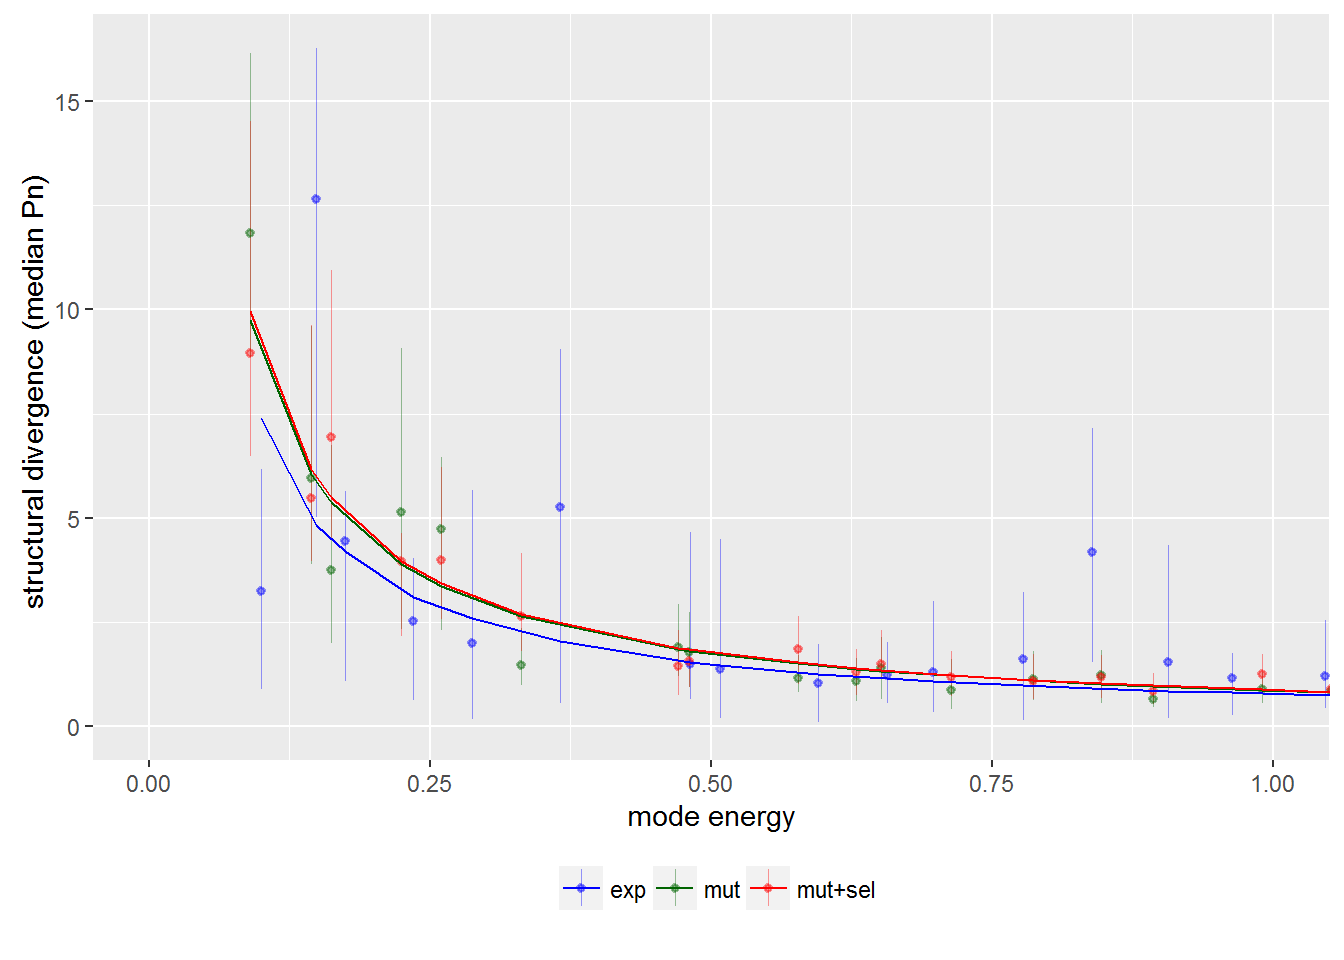 structural divergence (median Pn)
15
10
5
0
0.00 0.25 0.50 0.75 1.00
mode energy
exp mut mut+sel